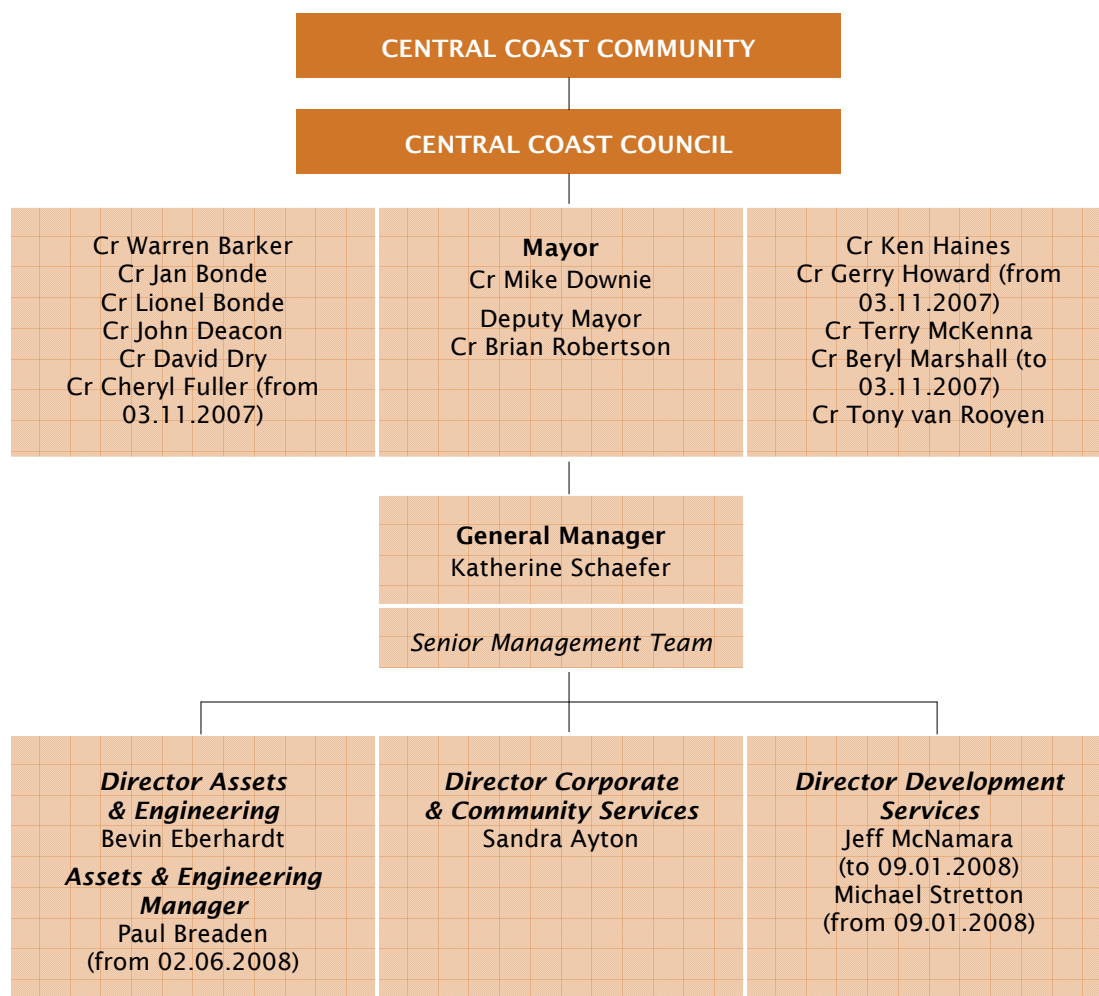 CENTRAL COAST COMMUNITY
CENTRAL COAST COUNCIL
Cr Warren Barker
Cr Jan Bonde
Cr Lionel Bonde
Cr John Deacon
Cr David Dry
Cr Cheryl Fuller (from
03.11.2007)
Mayor
Cr Mike Downie
Deputy Mayor
Cr Brian Robertson
Cr Ken Haines
Cr Gerry Howard (from
03.11.2007)
Cr Terry McKenna
Cr Beryl Marshall (to
03.11.2007)
Cr Tony van Rooyen
General Manager
Katherine Schaefer
Senior Management Team
Director Assets
& Engineering
Bevin Eberhardt
Assets & Engineering
Manager
Paul Breaden
(from 02.06.2008)
Director Corporate
& Community Services
Sandra Ayton
Director Development
Services
Jeff McNamara
(to 09.01.2008)
Michael Stretton
(from 09.01.2008)